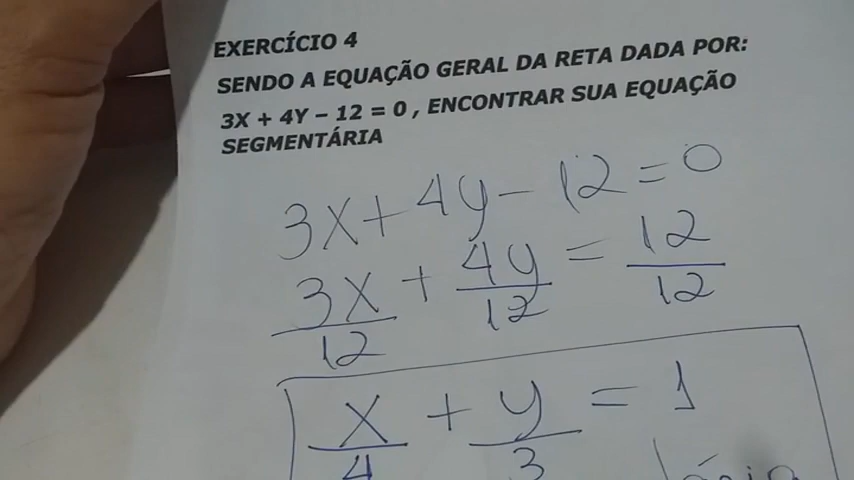 EXERCÍCIO 4
SENDO A EQUAÇÃO GERAL DA RETA DADA POR:
3X + 4Y – 12 = 0 , ENCONTRAR SUA EQUAÇÃO
SEGMENTÁRIA
3x + 4y - 12 = 0
3x/12 + 4y/12 = 12/12
x/4 + y/3 = 1